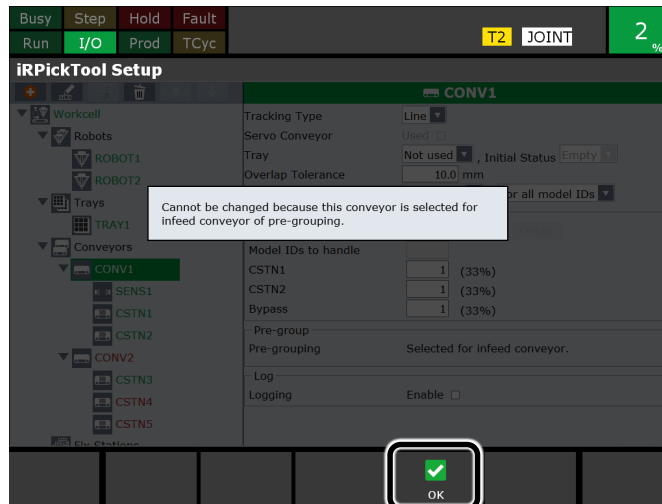 Busy Step Hold Fault
Run I/O Prod TCyc
T2 JOINT
2 %
iRPickTool Setup
CONV1
Workcell
Robots
ROBOT1
ROBOT2
Trays
TRAY1
Conveyors
CONV1
SENS1
CSTN1
CSTN2
CONV2
CSTN3
CSTN4
CSTN5
Fix Stations
Tracking Type Line
Servo Conveyor Used
Tray Not used , Initial Status Empty
Overlap Tolerance 10.0 mm
or all model IDs
Cannot be changed because this conveyor is selected for
infeed conveyor of pre-grouping.
Model IDs to handle
CSTN1 1 (33%)
CSTN2 1 (33%)
Bypass 1 (33%)
Pre-group
Pre-grouping Selected for infeed conveyor.
Log
Logging Enable
OK